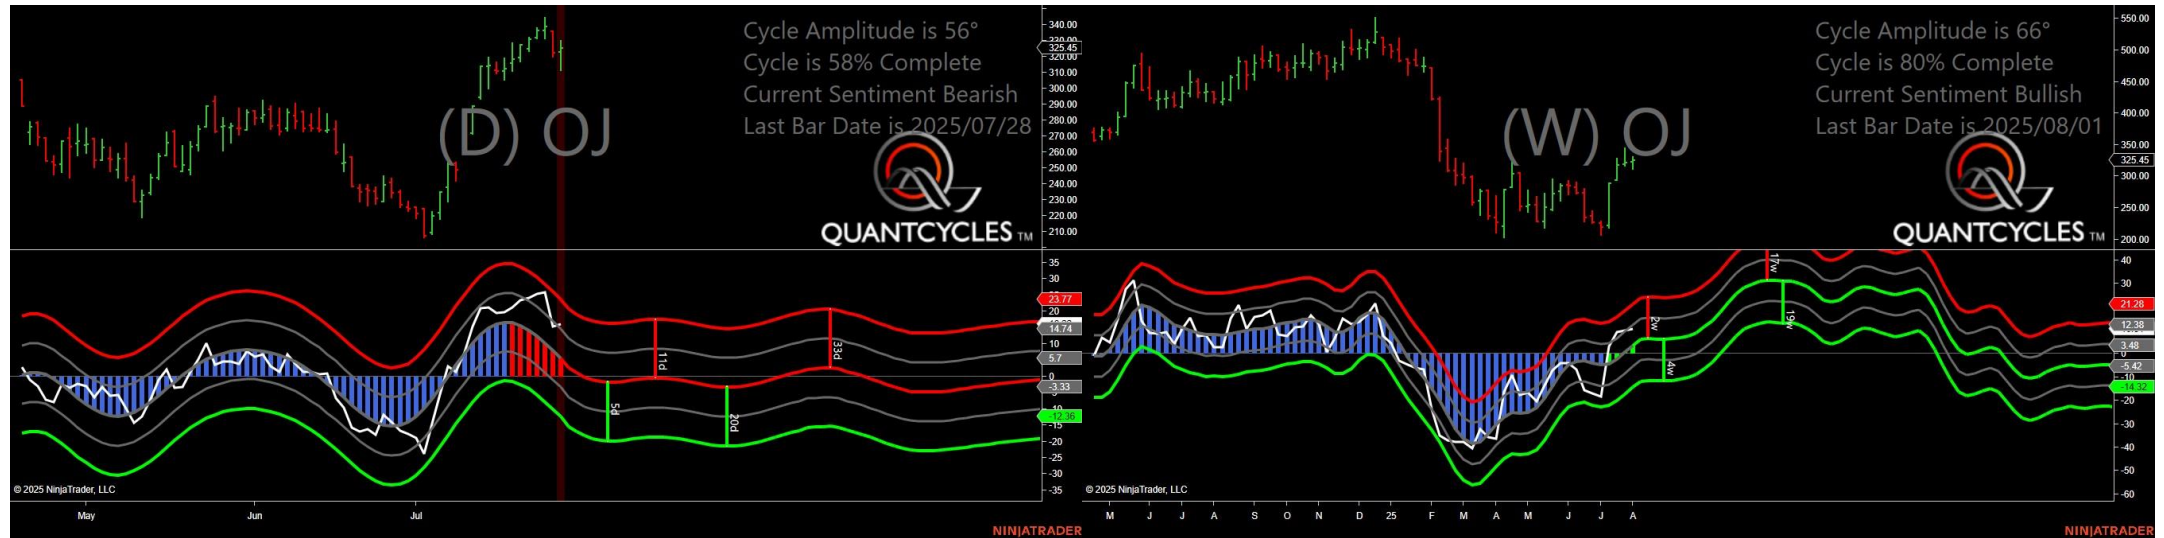 Cycle Amplitude is 56°
Cycle is 58% Complete
Current Sentiment Bearish
Last Bar Date is 2025/07/28
(D) OJ
QUANTCYCLES TM
340.00
325.45
310.00
300.00
290.00
280.00
270.00
260.00
250.00
240.00
230.00
220.00
210.00
35
30
23.77
20
14.74
10
5.7
0
-3.33
-12.36
-15
-20
-25
-30
-35
5d
11d
20d
33d
© 2025 NinjaTrader, LLC
May
Jun
Jul
NINJATRADER
Cycle Amplitude is 66°
Cycle is 80% Complete
Current Sentiment Bullish
Last Bar Date is 2025/08/01
(W) OJ
QUANTCYCLES TM
550.00
500.00
450.00
400.00
350.00
325.45
300.00
250.00
200.00
40
30
21.28
12.38
3.48
0
-5.42
-10
-14.32
-20
-30
-40
-50
-60
2w
4w
17w
19w
© 2025 NinjaTrader, LLC
M J J A S O N D 25 F M A M J J A
NINJATRADER